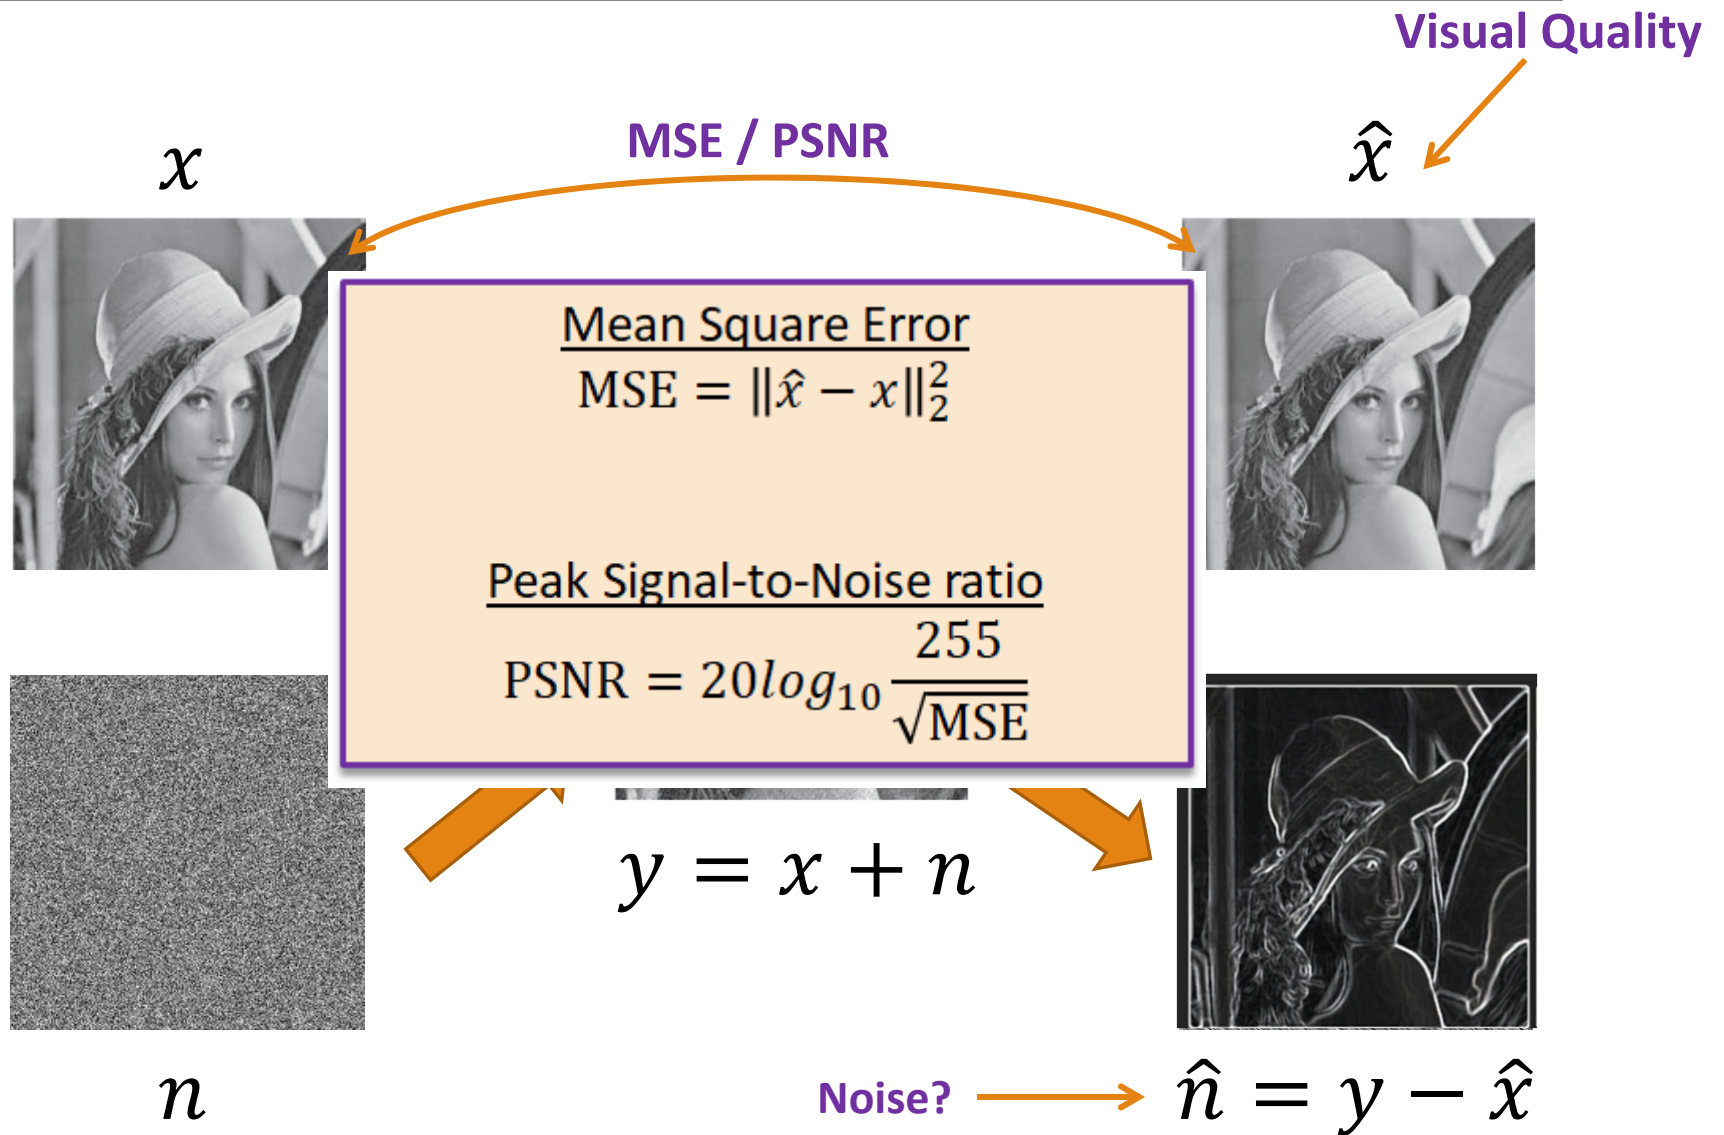 Visual Quality
MSE / PSNR
x
x̂
Mean Square Error
MSE = ‖x̂ − x‖₂²
Peak Signal-to-Noise ratio
PSNR = 20log₁₀ 255/√MSE
y = x + n
n
Noise?
n̂ = y − x̂